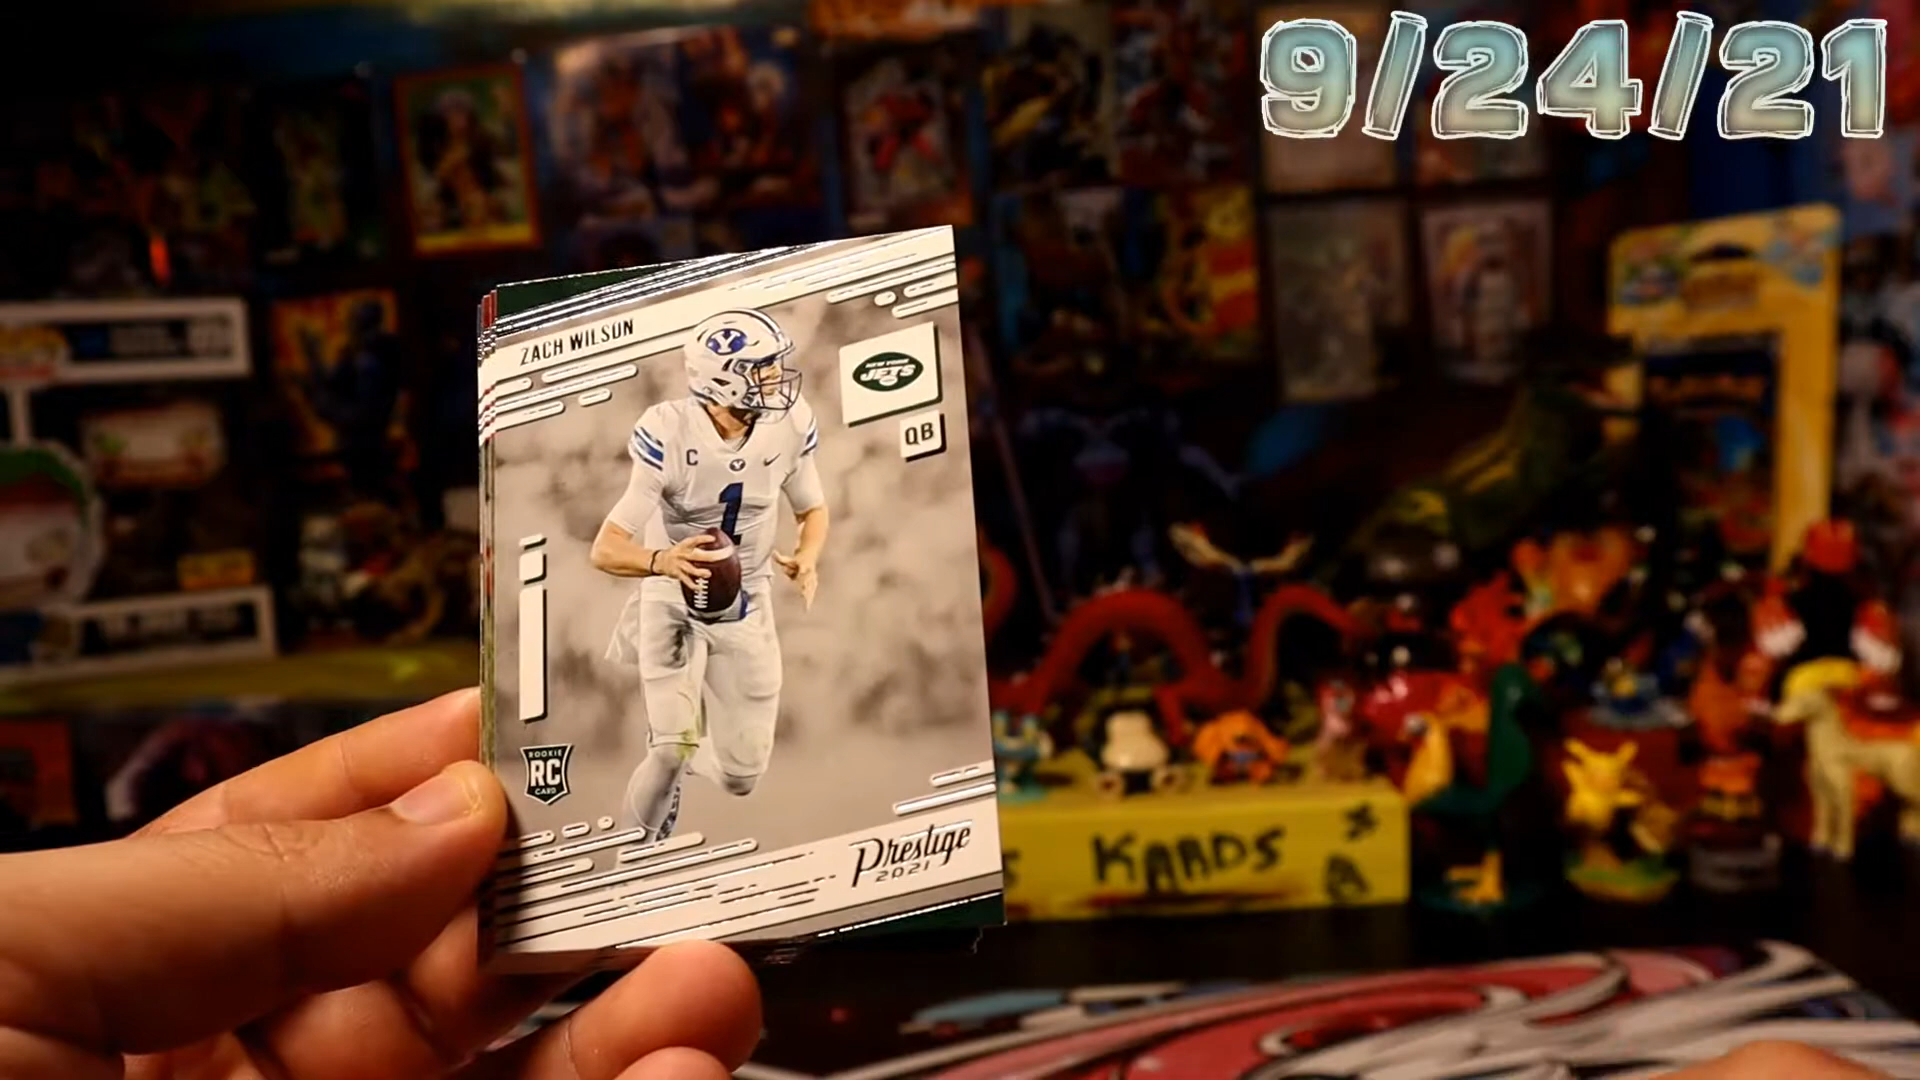 9/24/21
ZACH WILSON
NEW YORK
JETS
QB
Y
C
1
ROOKIE
RC
CARD
Prestige
2021
KARDS